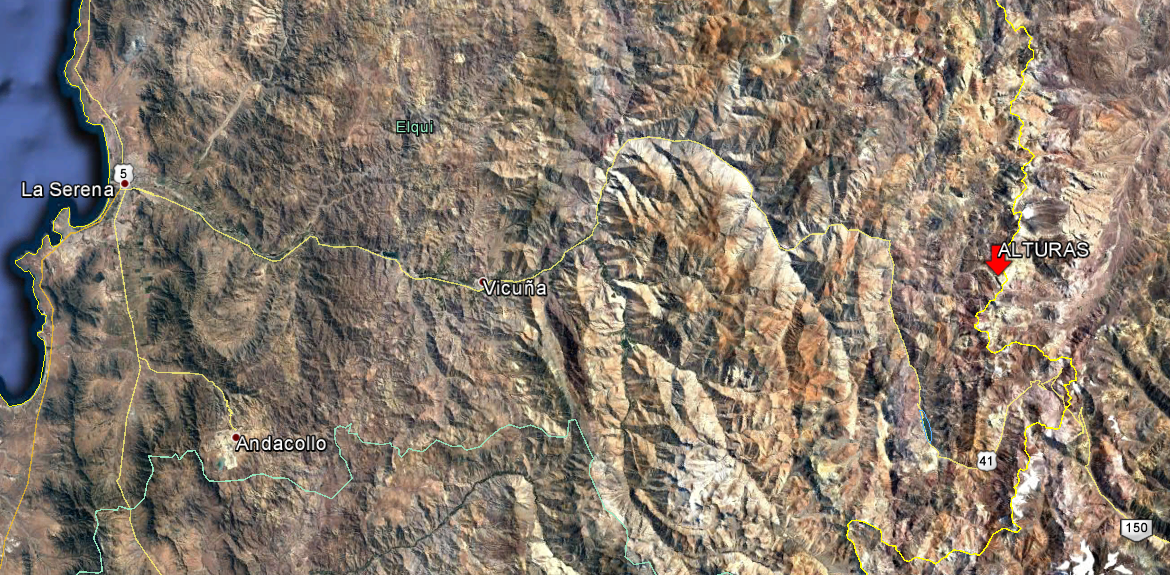 Elqui
5
La Serena
ALTURAS
Vicuña
Andacollo
41
150